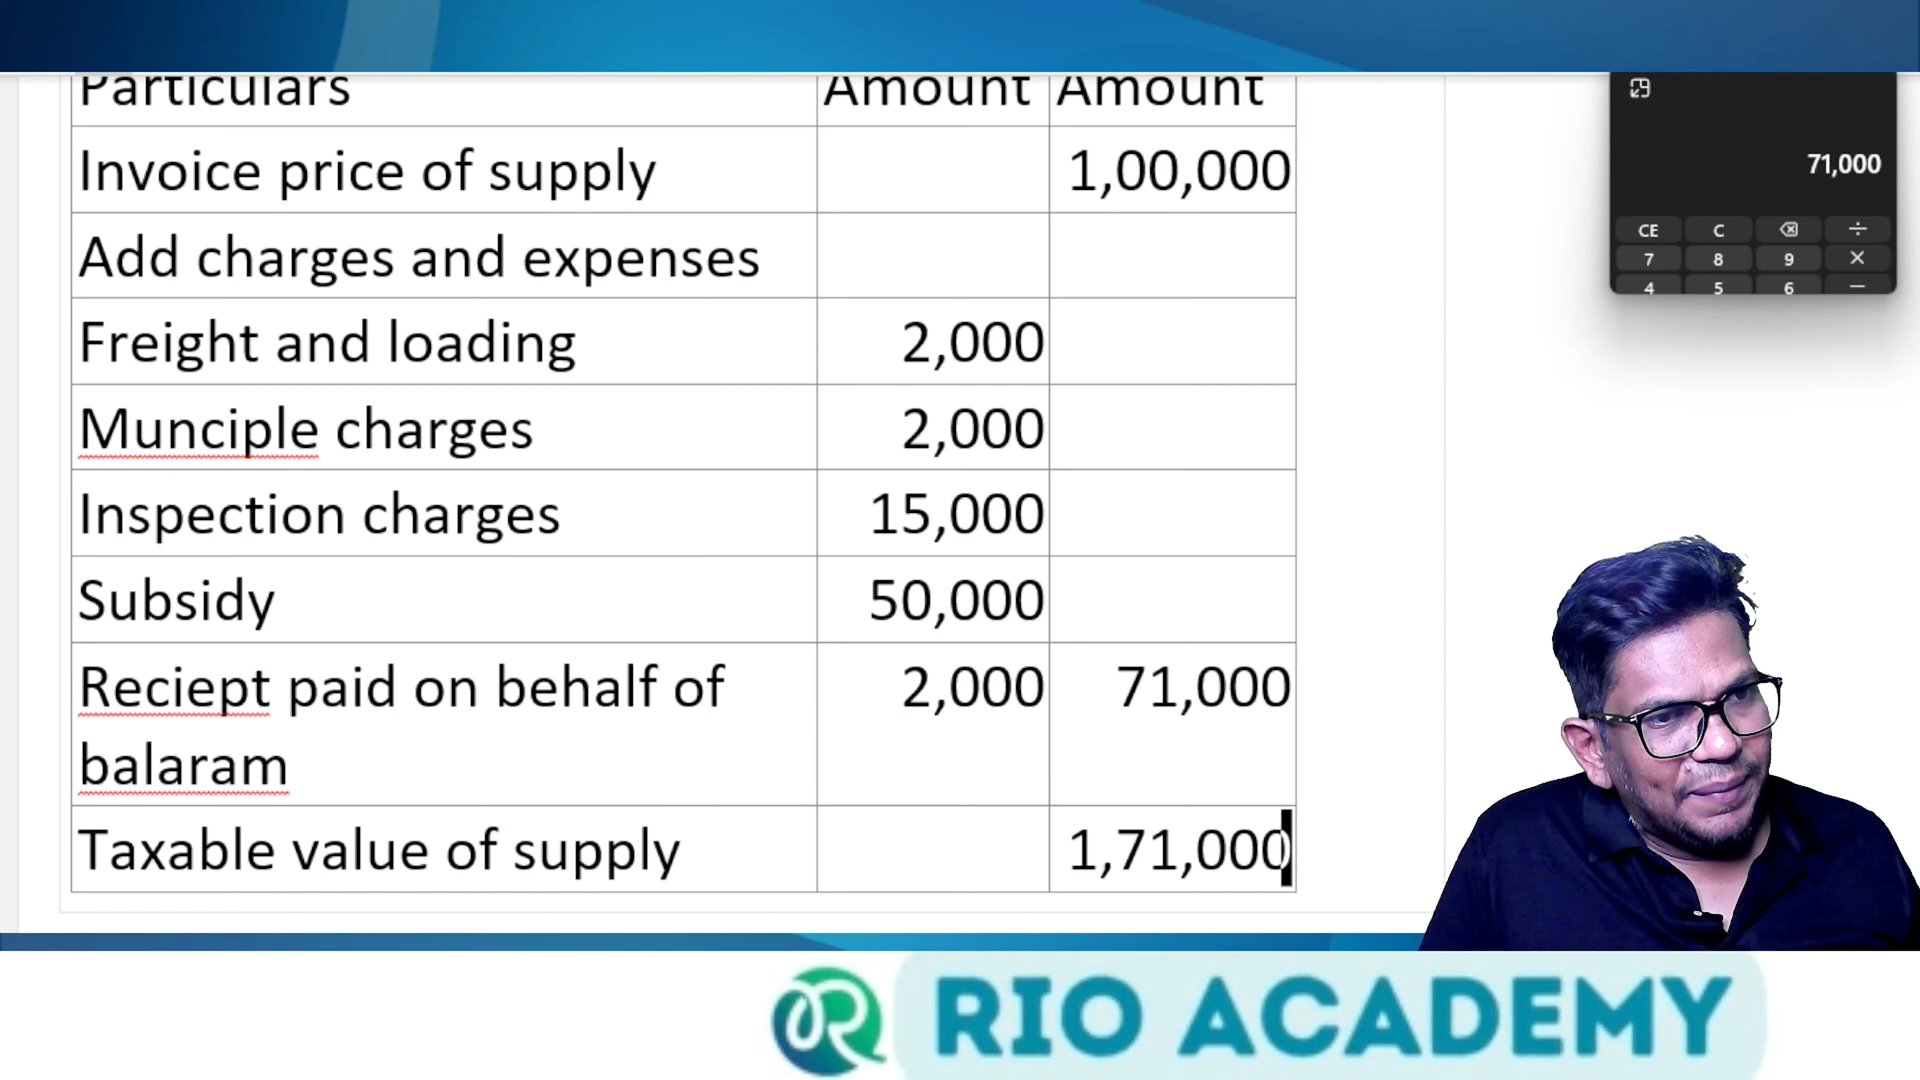 Particulars Amount Amount
Invoice price of supply 1,00,000
Add charges and expenses
Freight and loading 2,000
Munciple charges 2,000
Inspection charges 15,000
Subsidy 50,000
Reciept paid on behalf of 2,000 71,000
balaram
Taxable value of supply 1,71,000
71,000
CE C ÷
7 8 9 ×
4 5 6 −
RIO ACADEMY